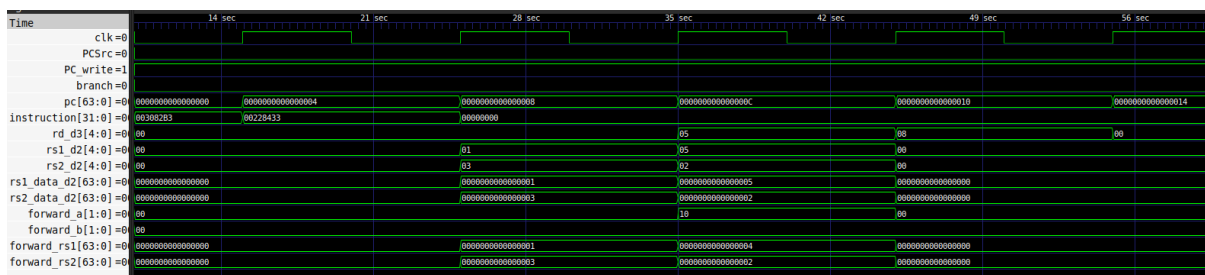 Time 14 sec 21 sec 28 sec 35 sec 42 sec 49 sec 56 sec
clk=0
PCSrc=0
PC_write=1
branch=0
pc[63:0]=0 0000000000000000 0000000000000004 0000000000000008 000000000000000C 0000000000000010 0000000000000014
instruction[31:0]=0 003082B3 00228433 00000000
rd_d3[4:0]=0 00 05 08 00
rs1_d2[4:0]=0 00 01 05 00
rs2_d2[4:0]=0 00 03 02 00
rs1_data_d2[63:0]=0 0000000000000000 0000000000000001 0000000000000005 0000000000000000
rs2_data_d2[63:0]=0 0000000000000000 0000000000000003 0000000000000002 0000000000000000
forward_a[1:0]=0 00 10 00
forward_b[1:0]=0 00
forward_rs1[63:0]=0 0000000000000000 0000000000000001 0000000000000004 0000000000000000
forward_rs2[63:0]=0 0000000000000000 0000000000000003 0000000000000002 0000000000000000